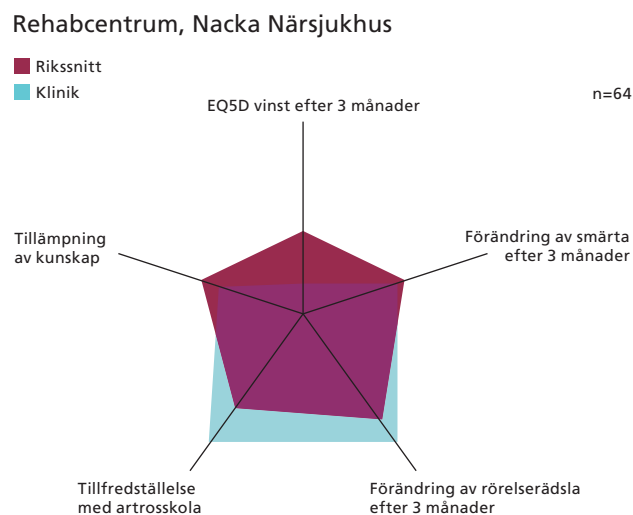 Rehabcentrum, Nacka Närsjukhus
Rikssnitt
Klinik
n=64
EQ5D vinst efter 3 månader
Förändring av smärta
efter 3 månader
Tillämpning
av kunskap
Tillfredställelse
med artrosskola
Förändring av rörelserädsla
efter 3 månader